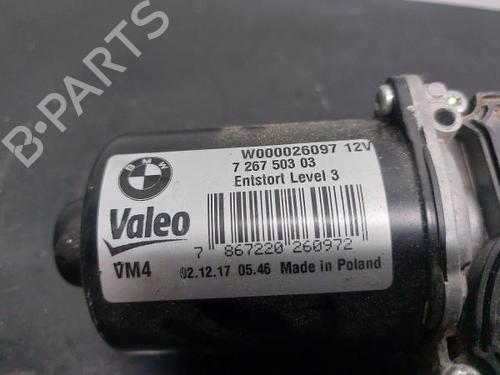 B-PARTS
W000026097 12V
7 267 503 03
Entstort Level 3
BMW
Valeo
7 867220 260972
VM4
02.12.17 05.46 Made in Poland